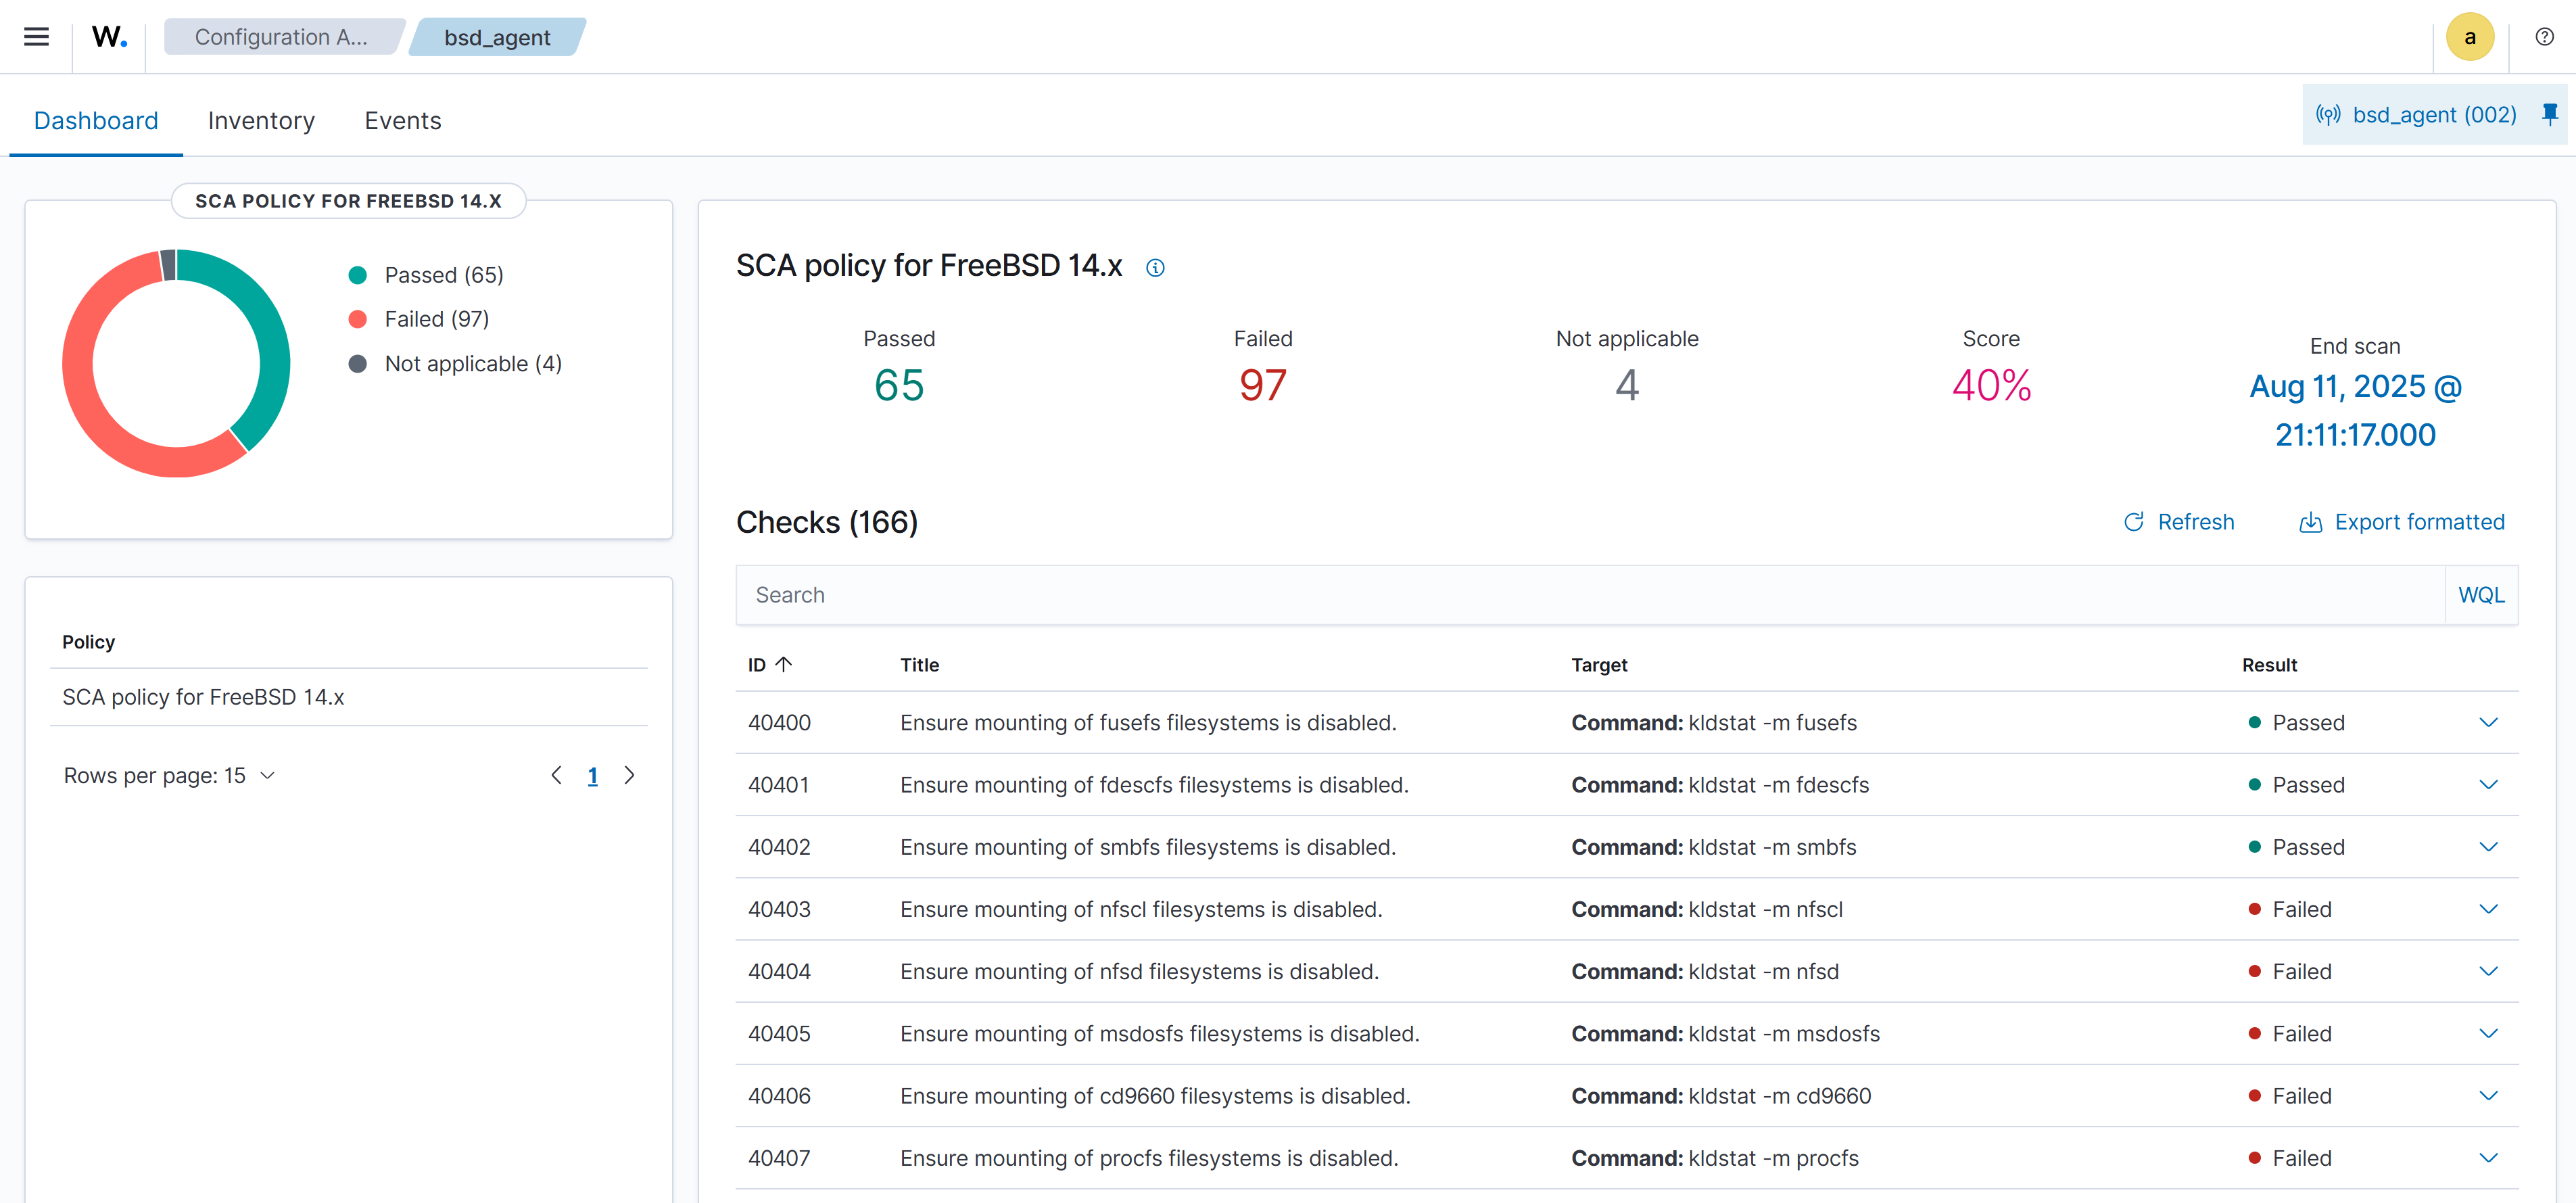 W.
Configuration A...
bsd_agent
a
Dashboard
Inventory
Events
bsd_agent (002)
SCA POLICY FOR FREEBSD 14.X
Passed (65)
Failed (97)
Not applicable (4)
Policy
SCA policy for FreeBSD 14.x
Rows per page: 15
1
SCA policy for FreeBSD 14.x
Passed
65
Failed
97
Not applicable
4
Score
40%
End scan
Aug 11, 2025 @
21:11:17.000
Checks (166)
Refresh
Export formatted
Search
WQL
ID Title Target Result
40400 Ensure mounting of fusefs filesystems is disabled. Command: kldstat -m fusefs Passed
40401 Ensure mounting of fdescfs filesystems is disabled. Command: kldstat -m fdescfs Passed
40402 Ensure mounting of smbfs filesystems is disabled. Command: kldstat -m smbfs Passed
40403 Ensure mounting of nfscl filesystems is disabled. Command: kldstat -m nfscl Failed
40404 Ensure mounting of nfsd filesystems is disabled. Command: kldstat -m nfsd Failed
40405 Ensure mounting of msdosfs filesystems is disabled. Command: kldstat -m msdosfs Failed
40406 Ensure mounting of cd9660 filesystems is disabled. Command: kldstat -m cd9660 Failed
40407 Ensure mounting of procfs filesystems is disabled. Command: kldstat -m procfs Failed